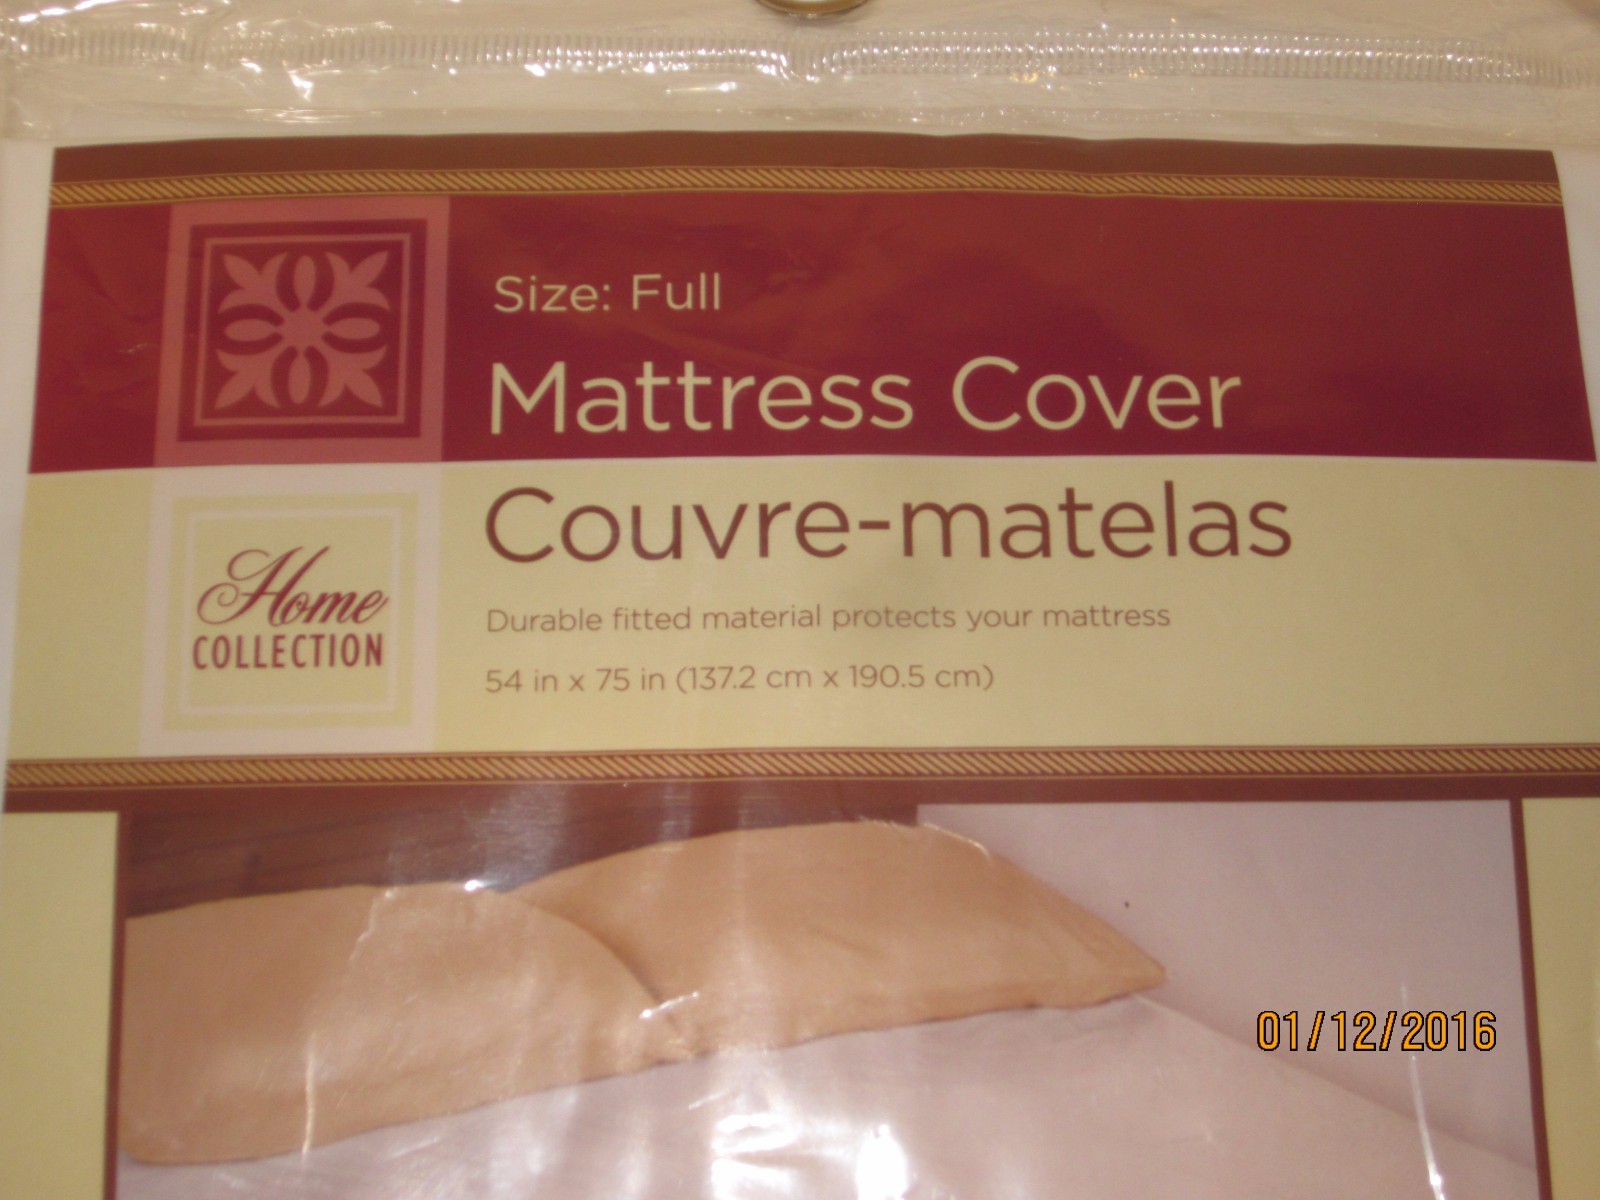 Size: Full
Mattress Cover
Couvre-matelas
Home
COLLECTION
Durable fitted material protects your mattress
54 in x 75 in (137.2 cm x 190.5 cm)
01/12/2016